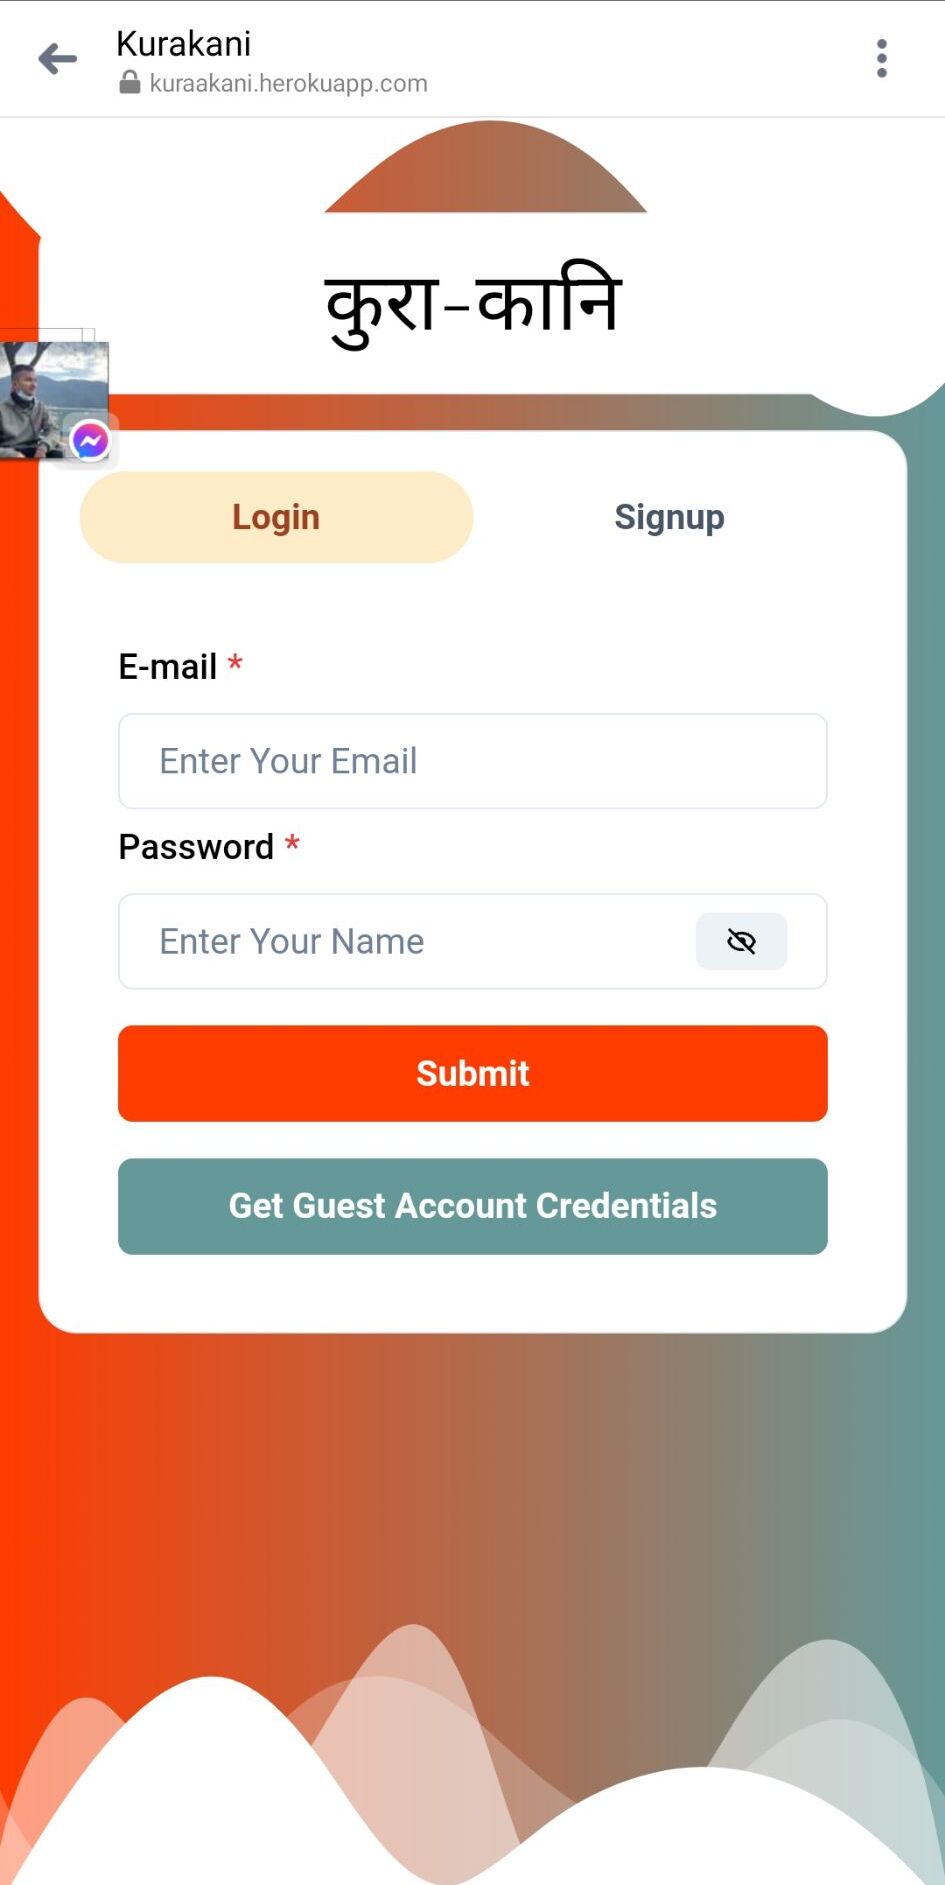 Kurakani
kuraakani.herokuapp.com
कुरा-कानि
Login
Signup
E-mail *
Enter Your Email
Password *
Enter Your Name
Submit
Get Guest Account Credentials